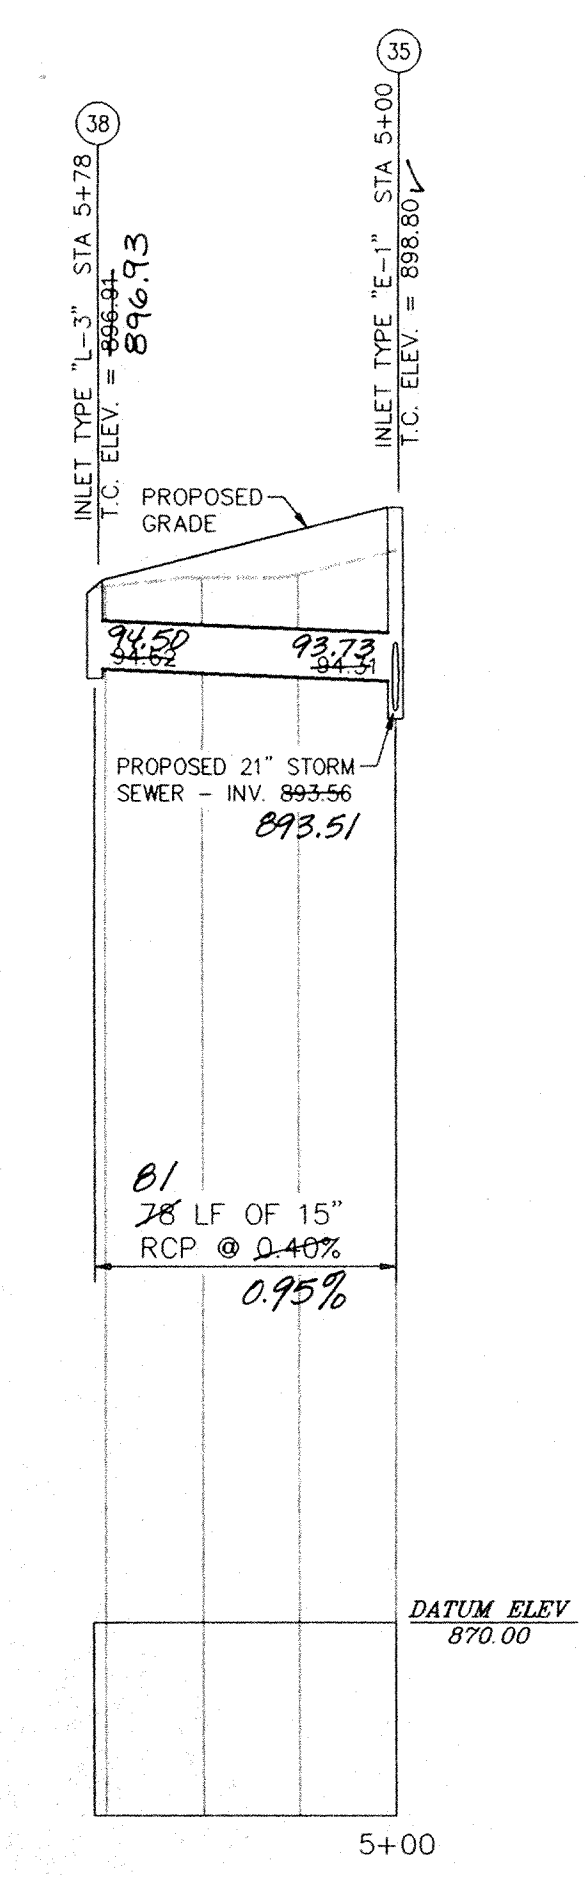 35
38
INLET TYPE "E-1" STA 5+00
T.C. ELEV. = 898.80 ✓
INLET TYPE "L-3" STA 5+78
T.C. ELEV. = 896.91
896.93
PROPOSED
GRADE
94.50
94.62
93.73
94.31
PROPOSED 21" STORM
SEWER - INV. 893.56
893.51
81
78 LF OF 15"
RCP @ 0.40%
0.95%
DATUM ELEV
870.00
5+00